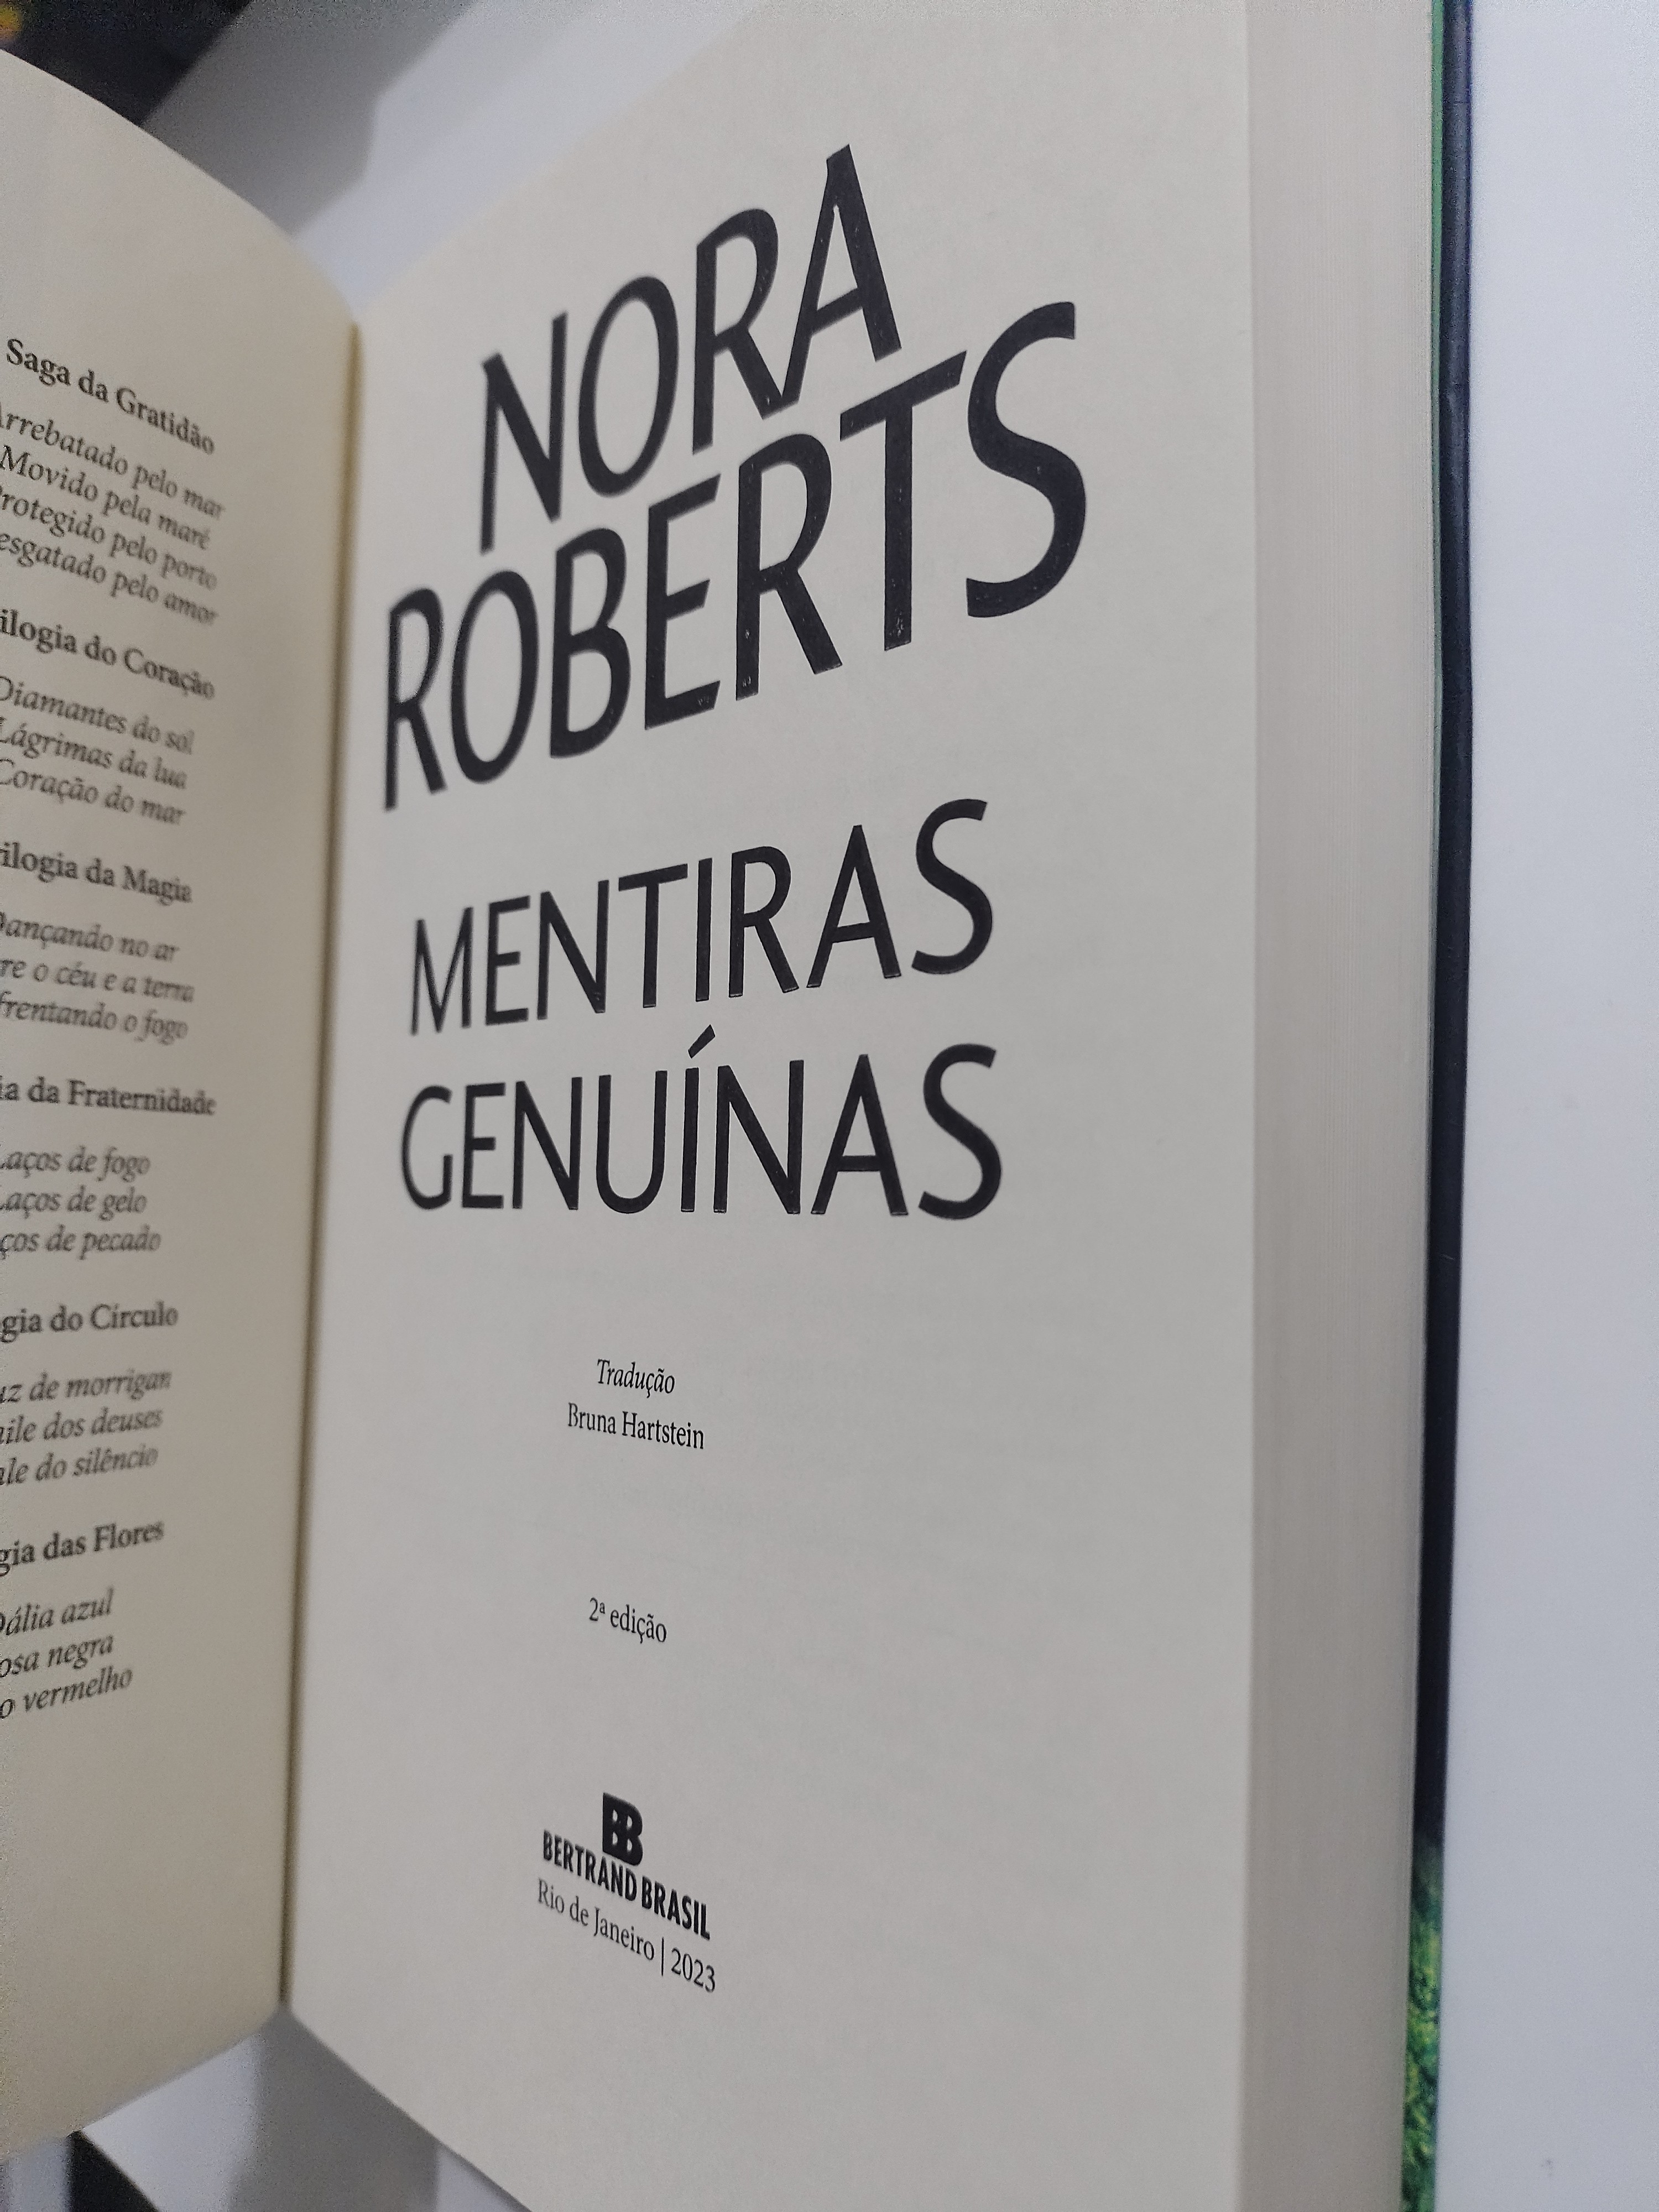 Saga da Gratidão
Arrebatado pelo mar
Movido pela maré
Protegido pelo porto
esgatado pelo amor
ilogia do Coração
Diamantes do sol
Lágrimas da lua
Coração do mar
ilogia da Magia
Dançando no ar
re o céu e a terra
frentando o fogo
ia da Fraternidade
Laços de fogo
Laços de gelo
ços de pecado
gia do Círculo
uz de morrigan
aile dos deuses
ale do silêncio
gia das Flores
Dália azul
osa negra
o vermelho
NORA
ROBERTS
MENTIRAS
GENUÍNAS
Tradução
Bruna Hartstein
2ª edição
BB
BERTRAND BRASIL
Rio de Janeiro | 2023